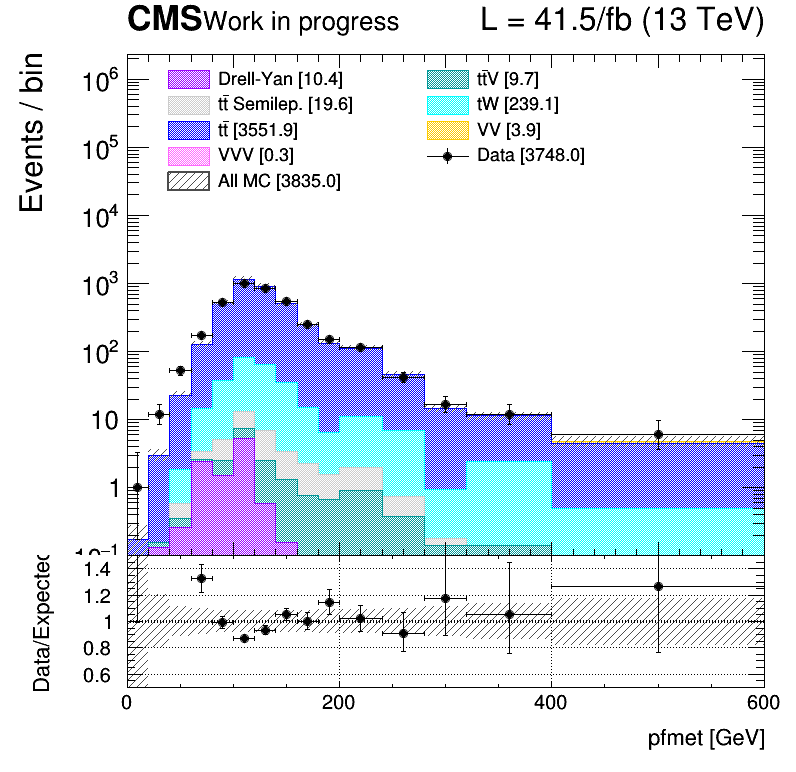 CMS Work in progress L = 41.5/fb (13 TeV)
Events / bin
Drell-Yan [10.4]
tt̄ Semilep. [19.6]
tt̄ [3551.9]
VVV [0.3]
All MC [3835.0]
tt̄V [9.7]
tW [239.1]
VV [3.9]
Data [3748.0]
10⁶
10⁵
10⁴
10³
10²
10
1
10⁻¹
Data/Expected
1.4
1.2
1
0.8
0.6
0 200 400 600
pfmet [GeV]